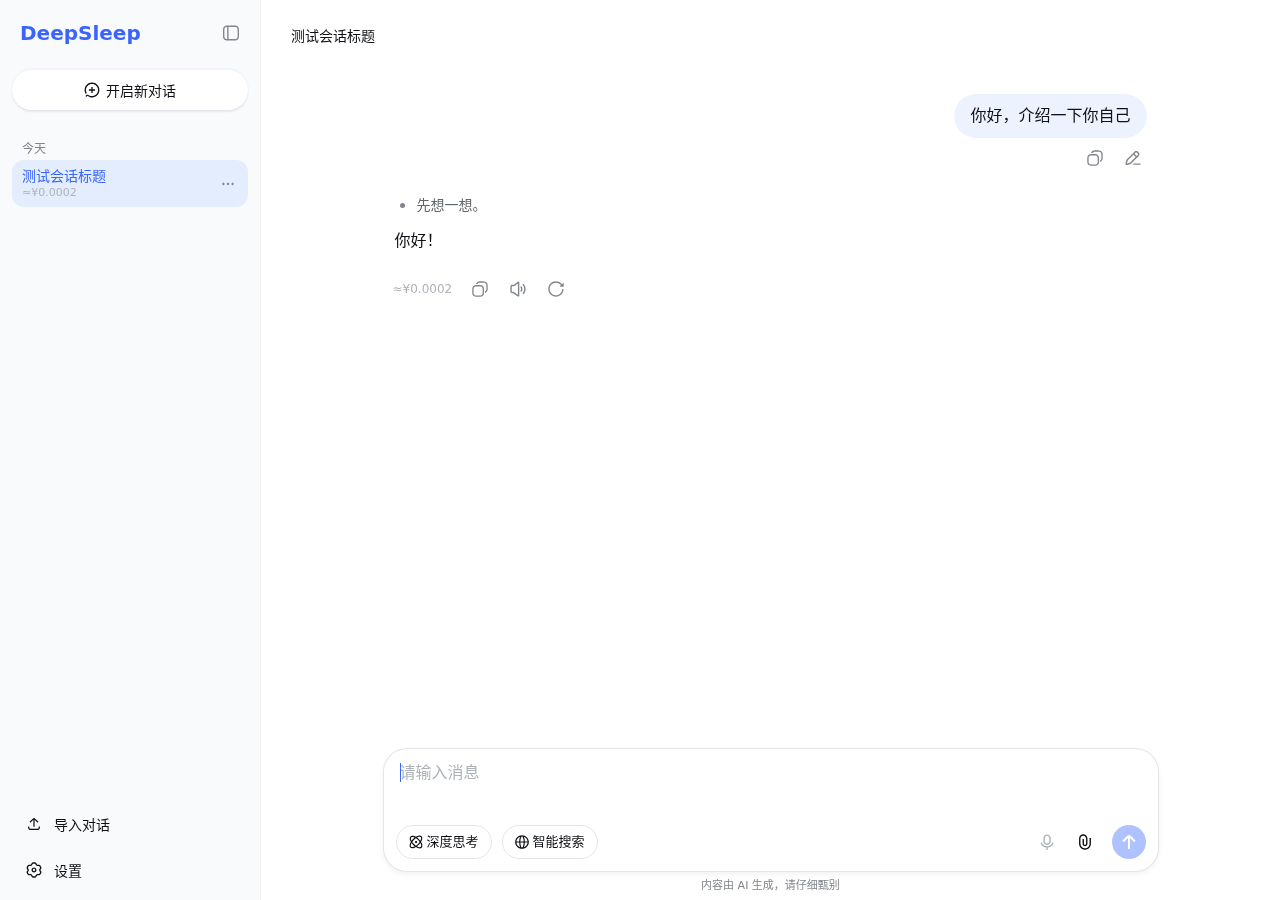 DeepSleep
开启新对话
今天
测试会话标题
≈¥0.0002
导入对话
设置
测试会话标题
你好，介绍一下你自己
先想一想。
你好！
≈¥0.0002
请输入消息
深度思考
智能搜索
内容由 AI 生成，请仔细甄别